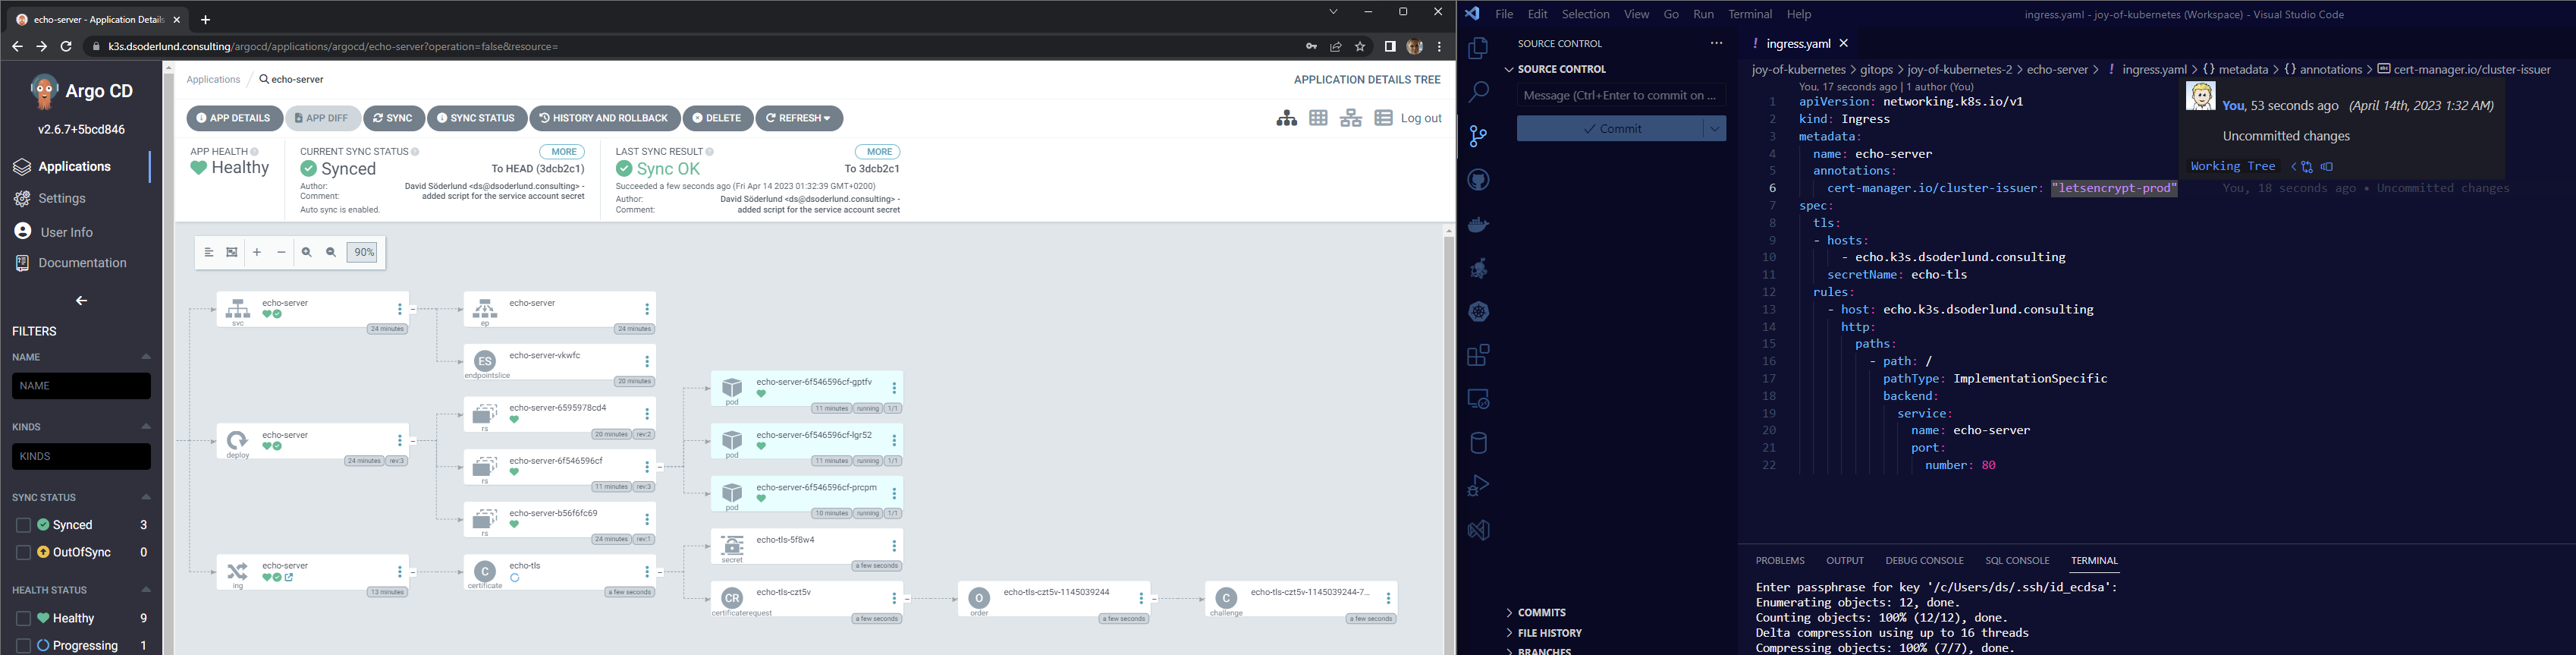 echo-server - Application Details
k3s.dsoderlund.consulting/argocd/applications/argocd/echo-server?operation=false&resource=
Argo CD
v2.6.7+5bcd846
Applications
Settings
User Info
Documentation
FILTERS
NAME
NAME
KINDS
KINDS
SYNC STATUS
Synced 3
OutOfSync 0
HEALTH STATUS
Healthy 9
Progressing 1
Applications / echo-server
APPLICATION DETAILS TREE
APP DETAILS APP DIFF SYNC SYNC STATUS HISTORY AND ROLLBACK DELETE REFRESH
Log out
APP HEALTH
Healthy
CURRENT SYNC STATUS MORE
Synced To HEAD (3dcb2c1)
Author: David Söderlund <ds@dsoderlund.consulting> -
Comment: added script for the service account secret
Auto sync is enabled.
LAST SYNC RESULT MORE
Sync OK To 3dcb2c1
Succeeded a few seconds ago (Fri Apr 14 2023 01:32:39 GMT+0200)
Author: David Söderlund <ds@dsoderlund.consulting> -
Comment: added script for the service account secret
90%
echo-server
svc
24 minutes
echo-server
ep
24 minutes
ES
echo-server-vkwfc
endpointslice
20 minutes
echo-server
deploy
24 minutes rev:3
echo-server-6595978cd4
rs
20 minutes rev:2
echo-server-6f546596cf
rs
11 minutes rev:3
echo-server-b56f6fc69
rs
24 minutes rev:1
echo-server-6f546596cf-gptfv
pod
11 minutes running 1/1
echo-server-6f546596cf-lgr52
pod
11 minutes running 1/1
echo-server-6f546596cf-prcpm
pod
10 minutes running 1/1
echo-server
ing
13 minutes
C
echo-tls
certificate
a few seconds
echo-tls-5f8w4
secret
a few seconds
CR
echo-tls-czt5v
certificaterequest
a few seconds
O
echo-tls-czt5v-1145039244
order
a few seconds
C
echo-tls-czt5v-1145039244-7...
challenge
a few seconds
File Edit Selection View Go Run Terminal Help
ingress.yaml - joy-of-kubernetes (Workspace) - Visual Studio Code
SOURCE CONTROL
SOURCE CONTROL
Message (Ctrl+Enter to commit on ...
Commit
COMMITS
FILE HISTORY
BRANCHES
! ingress.yaml
joy-of-kubernetes > gitops > joy-of-kubernetes-2 > echo-server > ! ingress.yaml > {} metadata > {} annotations > cert-manager.io/cluster-issuer
You, 17 seconds ago | 1 author (You)
1 apiVersion: networking.k8s.io/v1
2 kind: Ingress
3 metadata:
4 name: echo-server
5 annotations:
6 cert-manager.io/cluster-issuer: "letsencrypt-prod" You, 18 seconds ago • Uncommitted changes
7 spec:
8 tls:
9 - hosts:
10 - echo.k3s.dsoderlund.consulting
11 secretName: echo-tls
12 rules:
13 - host: echo.k3s.dsoderlund.consulting
14 http:
15 paths:
16 - path: /
17 pathType: ImplementationSpecific
18 backend:
19 service:
20 name: echo-server
21 port:
22 number: 80
You, 53 seconds ago (April 14th, 2023 1:32 AM)
Uncommitted changes
Working Tree
PROBLEMS OUTPUT DEBUG CONSOLE SQL CONSOLE TERMINAL
Enter passphrase for key '/c/Users/ds/.ssh/id_ecdsa':
Enumerating objects: 12, done.
Counting objects: 100% (12/12), done.
Delta compression using up to 16 threads
Compressing objects: 100% (7/7), done.